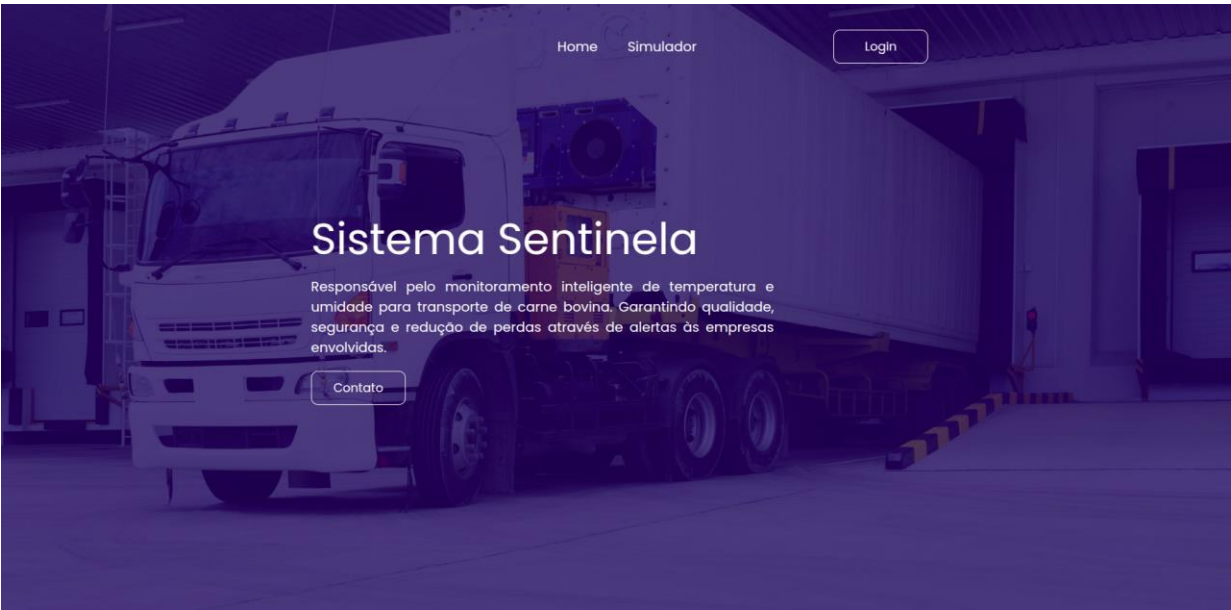 Home Simulador Login
Sistema Sentinela
Responsável pelo monitoramento inteligente de temperatura e
umidade para transporte de carne bovina. Garantindo qualidade,
segurança e redução de perdas através de alertas às empresas
envolvidas.
Contato